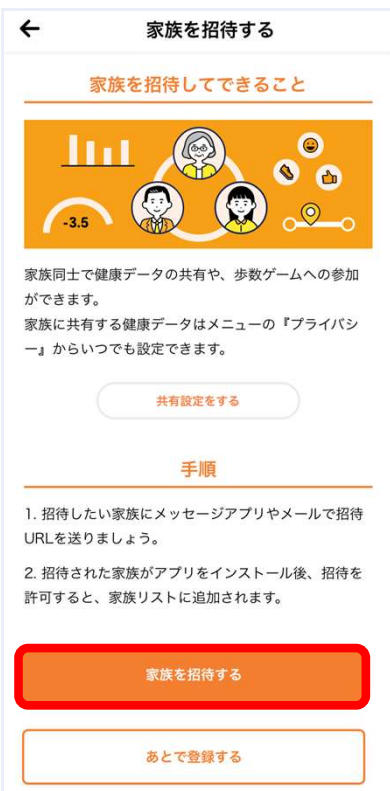 家族を招待する
家族を招待してできること
-3.5
家族同士で健康データの共有や、歩数ゲームへの参加
ができます。
家族に共有する健康データはメニューの『プライバシ
ー』からいつでも設定できます。
共有設定をする
手順
1. 招待したい家族にメッセージアプリやメールで招待
URLを送りましょう。
2. 招待された家族がアプリをインストール後、招待を
許可すると、家族リストに追加されます。
家族を招待する
あとで登録する